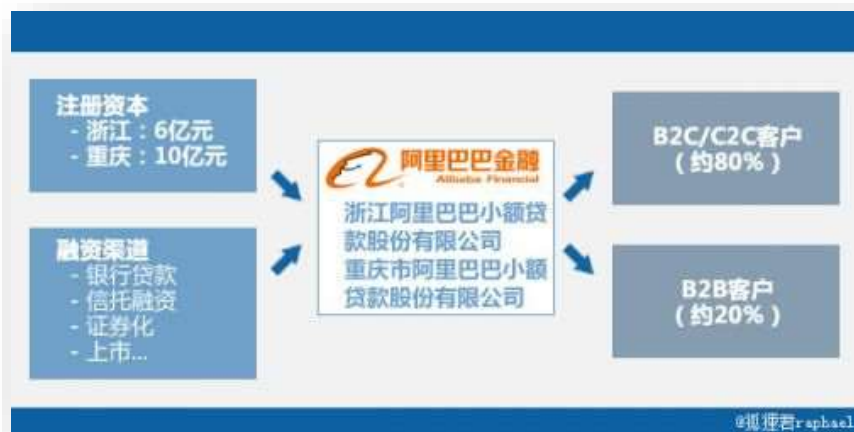 注册资本
- 浙江：6亿元
- 重庆：10亿元
融资渠道
- 银行贷款
- 信托融资
- 证券化
- 上市...
阿里巴巴金融
Alibaba Financial
浙江阿里巴巴小额贷
款股份有限公司
重庆市阿里巴巴小额
贷款股份有限公司
B2C/C2C客户
（约80%）
B2B客户
（约20%）
@狐狸君raphael